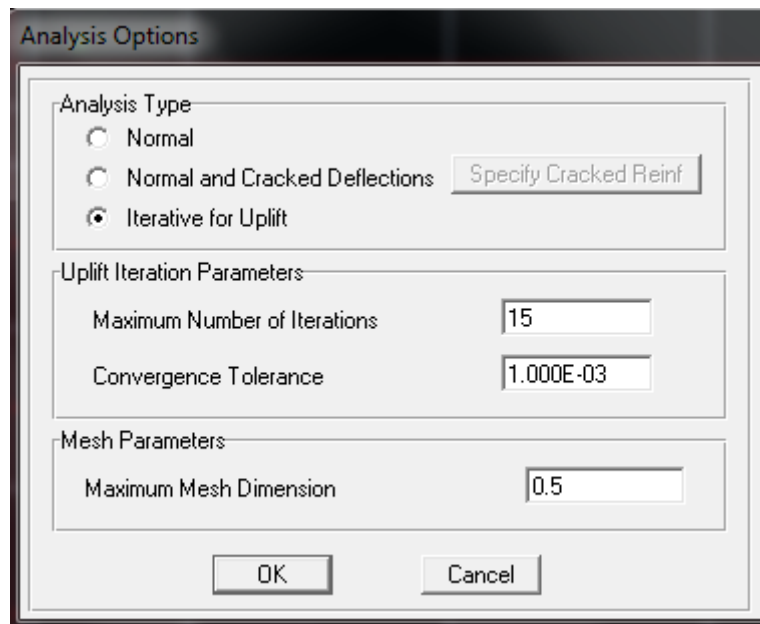 Analysis Options
Analysis Type
Normal
Normal and Cracked Deflections
Specify Cracked Reinf
Iterative for Uplift
Uplift Iteration Parameters
Maximum Number of Iterations
15
Convergence Tolerance
1.000E-03
Mesh Parameters
Maximum Mesh Dimension
0.5
OK
Cancel